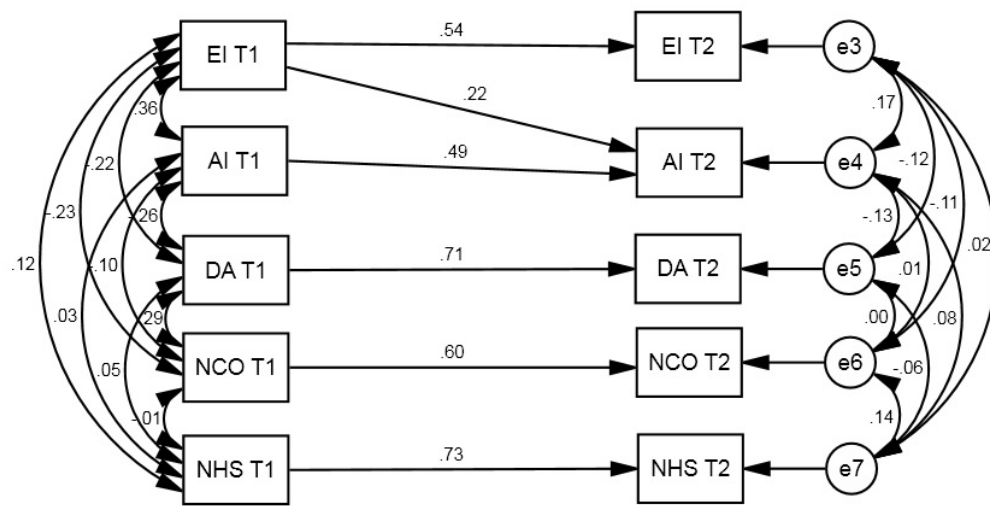 EI T1
.54
EI T2
e3
.36
.22
.17
AI T1
.49
AI T2
e4
-.22
-.12
-.23
-.26
-.13
-.11
.12
-.10
DA T1
.71
DA T2
e5
.01
.02
.03
.29
.00
.08
.05
NCO T1
.60
NCO T2
e6
-.06
-.01
.14
NHS T1
.73
NHS T2
e7